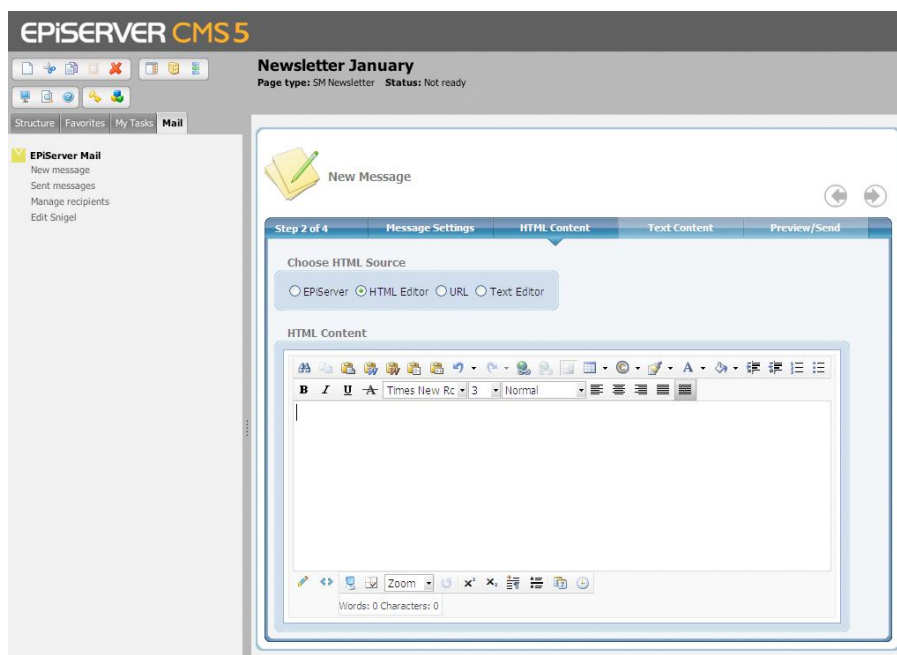 EPiSERVER CMS 5
Newsletter January
Page type: SM Newsletter Status: Not ready
Structure Favorites My Tasks Mail
EPiServer Mail
New message
Sent messages
Manage recipients
Edit Snigel
New Message
Step 2 of 4 Message Settings HTML Content Text Content Preview/Send
Choose HTML Source
EPiServer HTML Editor URL Text Editor
HTML Content
B I U A Times New Rc 3 Normal
Zoom
Words: 0 Characters: 0